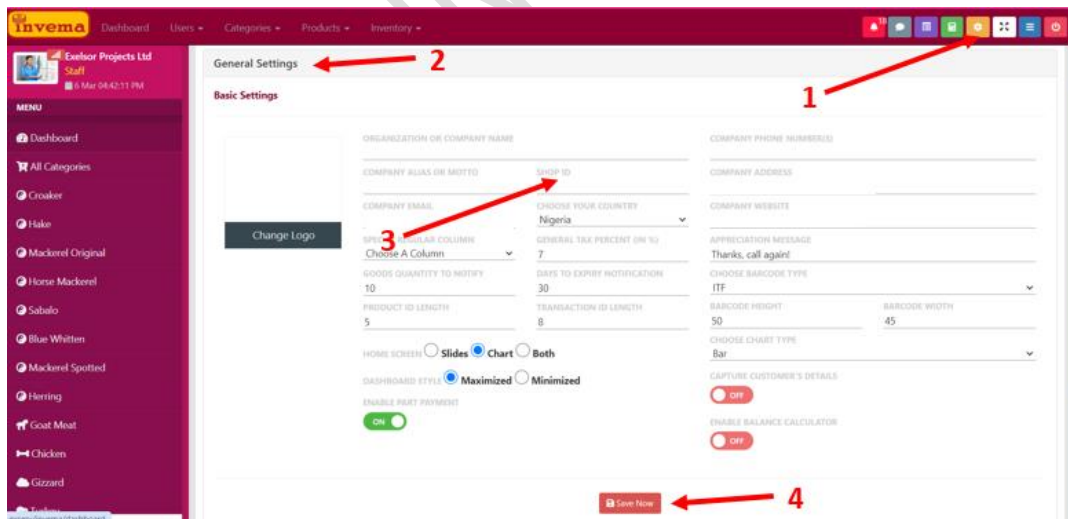 invema Dashboard Users Categories Products Inventory 18
Exelsor Projects Ltd
Staff
6 Mar 04:42:11 PM
MENU
Dashboard
All Categories
Croaker
Hake
Mackerel Original
Horse Mackerel
Sabalo
Blue Whitten
Mackerel Spotted
Herring
Goat Meat
Chicken
Gizzard
Turkey
General Settings
2
1
Basic Settings
Change Logo
ORGANIZATION OR COMPANY NAME
COMPANY PHONE NUMBER(S)
COMPANY ALIAS OR MOTTO
SHOP ID
COMPANY ADDRESS
3
COMPANY EMAIL
CHOOSE YOUR COUNTRY
Nigeria
COMPANY WEBSITE
REGULAR COLUMN
Choose A Column
GENERAL TAX PERCENT (IN %)
7
APPRECIATION MESSAGE
Thanks, call again!
GOODS QUANTITY TO NOTIFY
10
DAYS TO EXPIRY NOTIFICATION
30
CHOOSE BARCODE TYPE
ITF
PRODUCT ID LENGTH
5
TRANSACTION ID LENGTH
8
BARCODE HEIGHT
50
BARCODE WIDTH
45
CHOOSE CHART TYPE
Bar
HOME SCREEN Slides Chart Both
DASHBOARD STYLE Maximized Minimized
ENABLE PART PAYMENT
ON
CAPTURE CUSTOMER'S DETAILS
OFF
ENABLE BALANCE CALCULATOR
OFF
Save Now
4